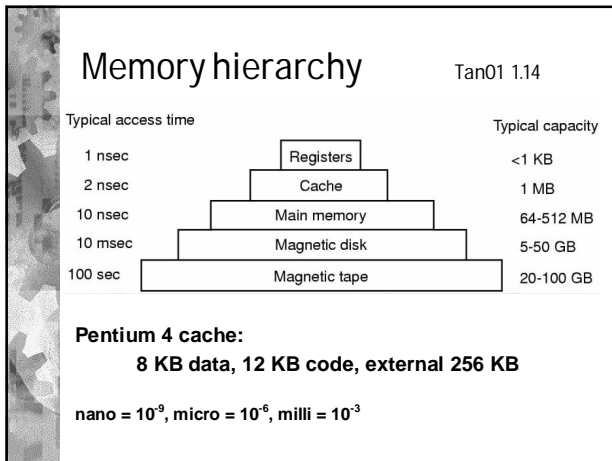 Memory hierarchy Tan01 1.14
Typical access time Typical capacity
1 nsec Registers <1 KB
2 nsec Cache 1 MB
10 nsec Main memory 64-512 MB
10 msec Magnetic disk 5-50 GB
100 sec Magnetic tape 20-100 GB
Pentium 4 cache:
8 KB data, 12 KB code, external 256 KB
nano = 10⁻⁹, micro = 10⁻⁶, milli = 10⁻³